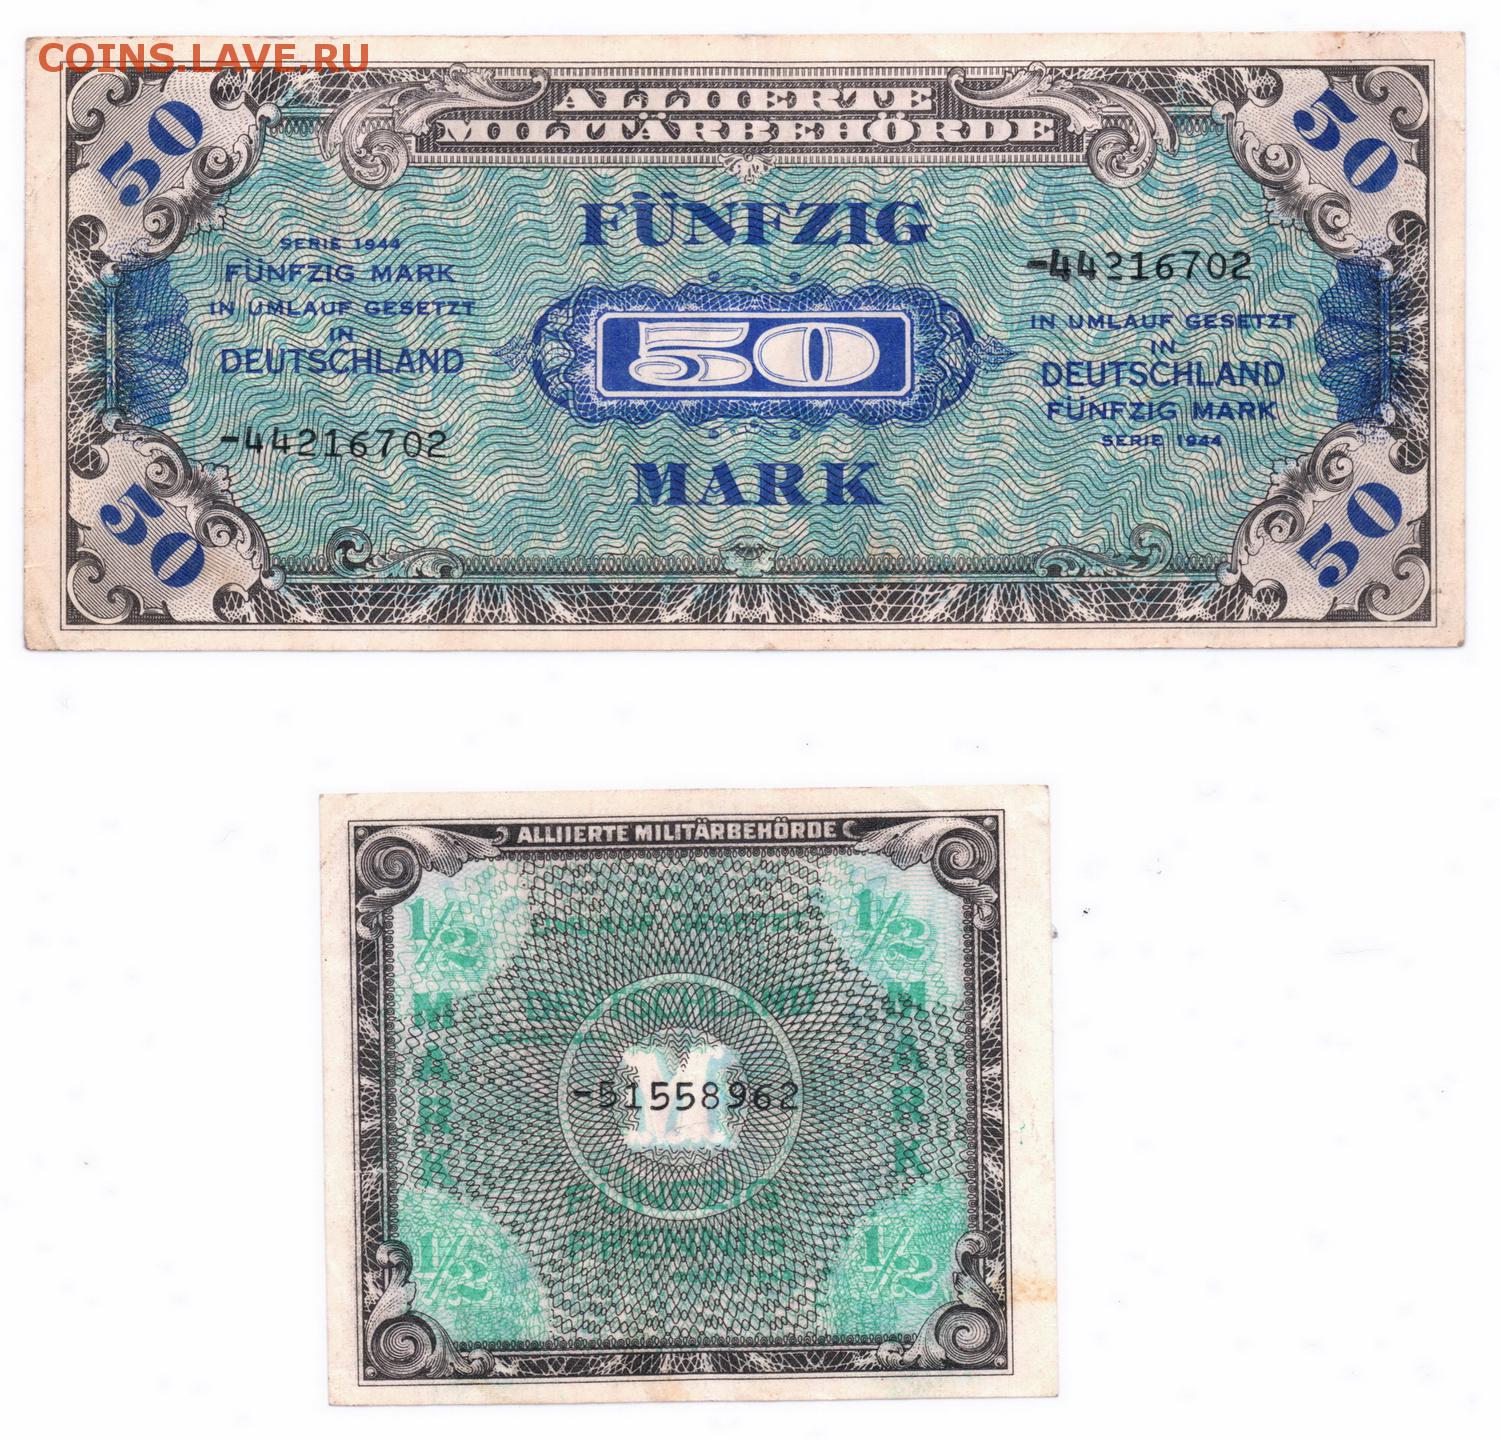 COINS.LAVE.RU
50
50
ALLIIERTE
MILITÄRBEHÖRDE
FÜNFZIG
SERIE 1944
FÜNFZIG MARK
IN UMLAUF GESETZT
IN
DEUTSCHLAND
-44216702
50
-44216702
IN UMLAUF GESETZT
IN
DEUTSCHLAND
FÜNFZIG MARK
SERIE 1944
MARK
50
50
ALLIIERTE MILITÄRBEHÖRDE
1/2
1/2
MARK
MARK
M
-51558962
1/2
1/2